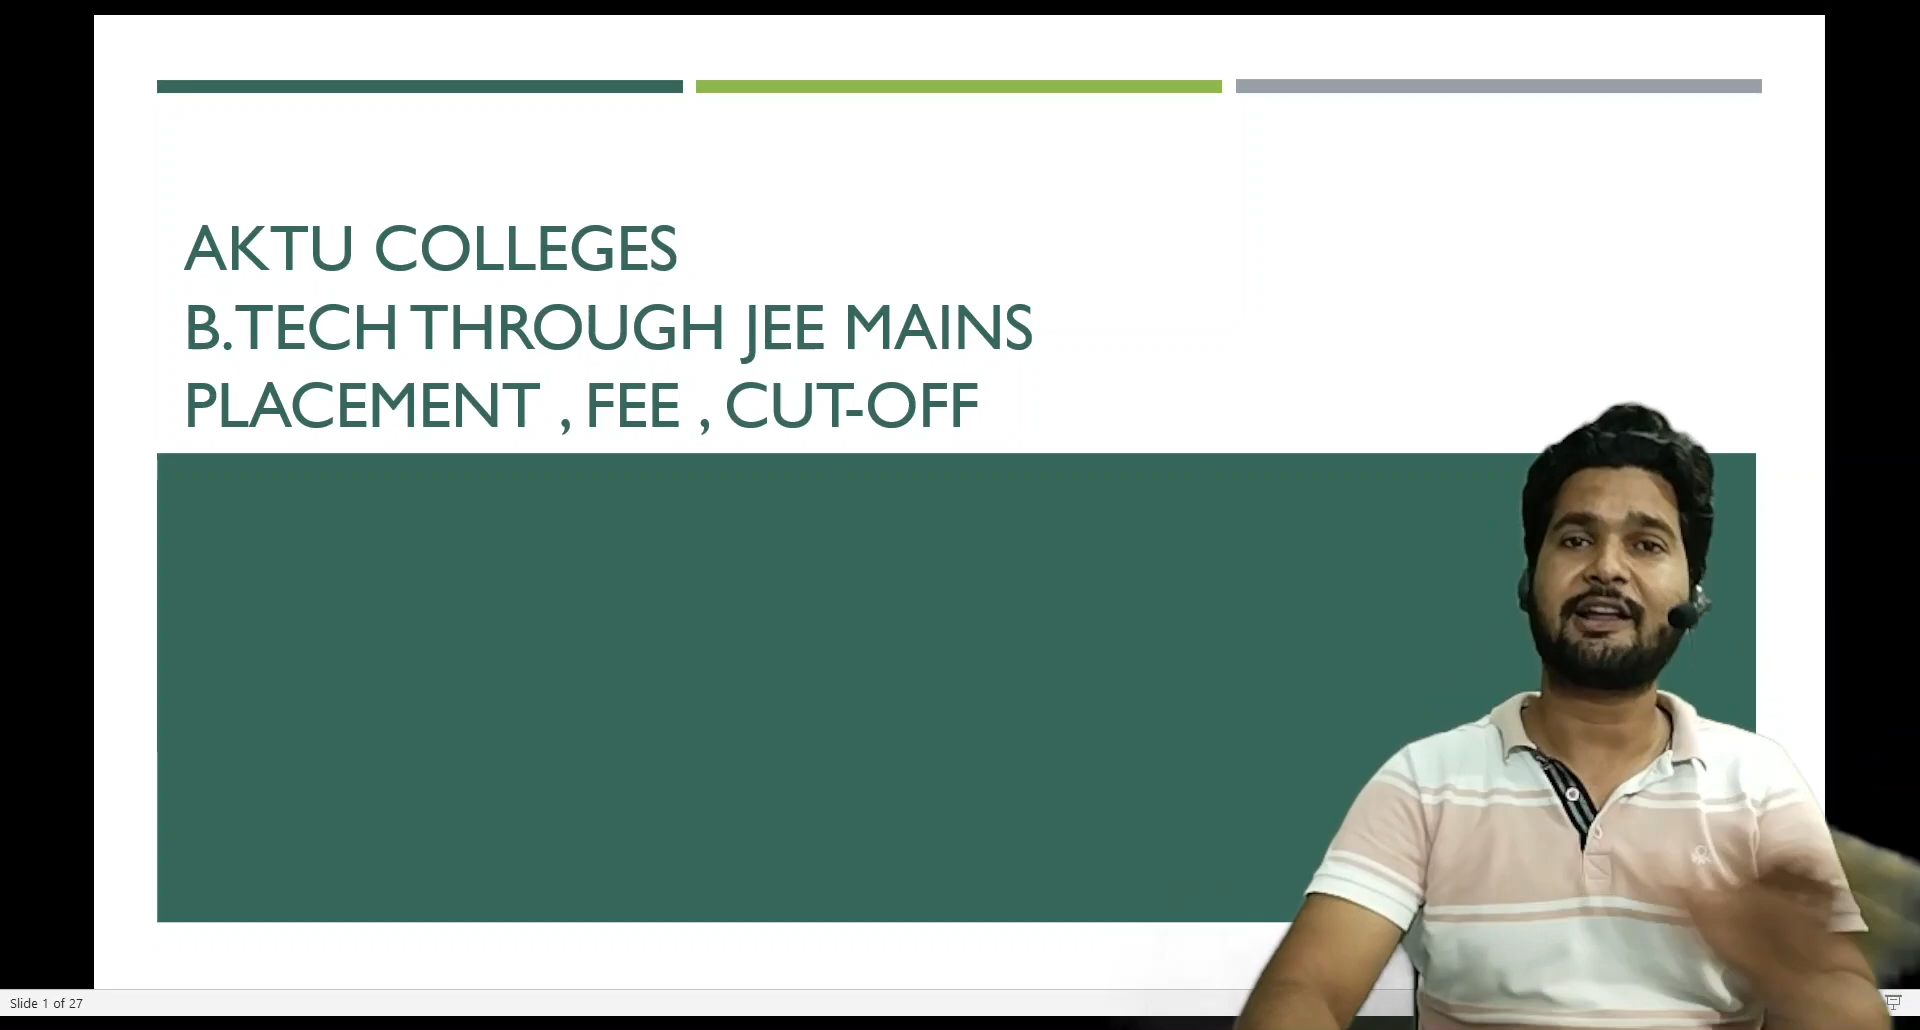 AKTU COLLEGES
B.TECH THROUGH JEE MAINS
PLACEMENT , FEE , CUT-OFF
Slide 1 of 27